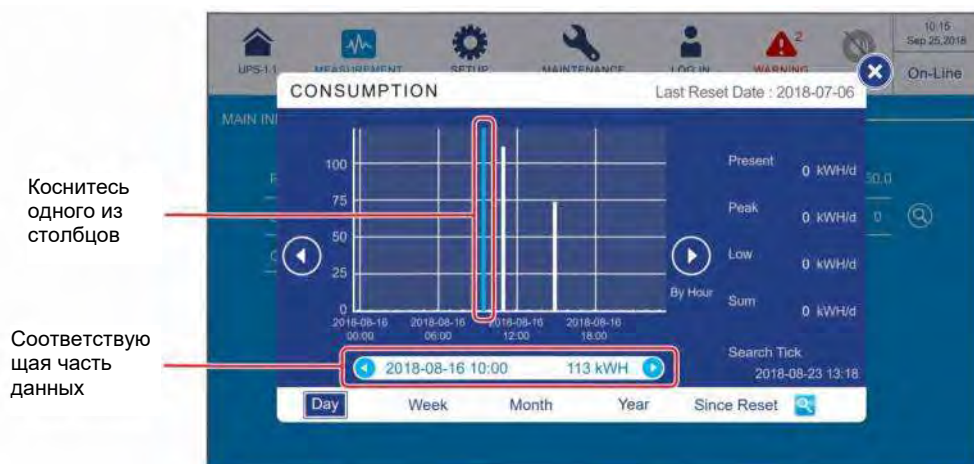 10:15
Sep 25,2018
UPS-1.1
MEASUREMENT
SETUP
MAINTENANCE
LOG IN
2
WARNING
On-Line
CONSUMPTION
Last Reset Date : 2018-07-06
MAIN IN
Коснитесь
одного из
столбцов
100
75
50
25
0
2018-08-16
00:00
2018-08-16
06:00
2018-08-16
12:00
2018-08-16
18:00
By Hour
Present
0 kWH/d
Peak
0 kWH/d
Low
0 kWH/d
Sum
0 kWH/d
0
Search Tick
2018-08-23 13:18
Соответствую
щая часть
данных
2018-08-16 10:00 113 kWH
Day Week Month Year Since Reset